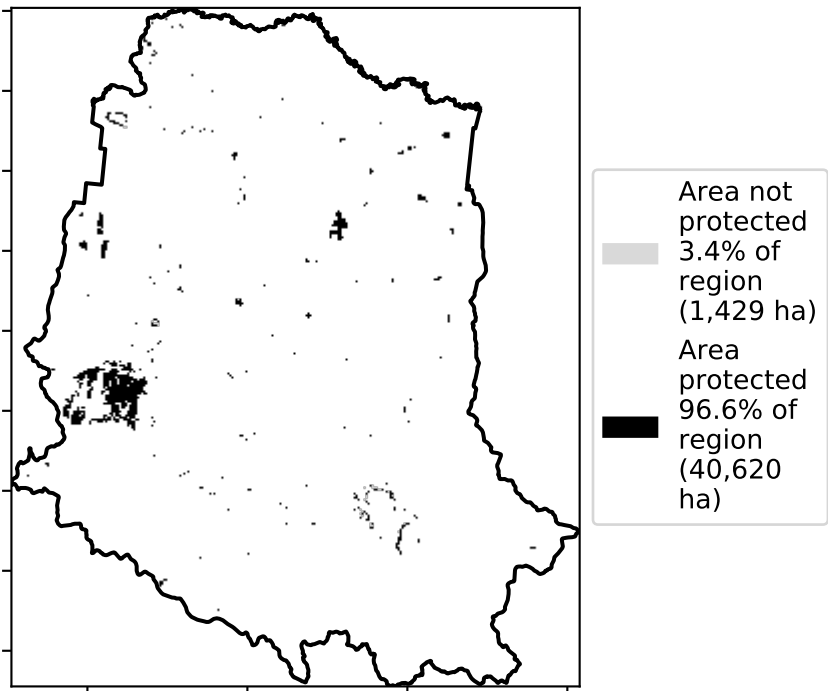 Area not
protected
3.4% of
region
(1,429 ha)
Area
protected
96.6% of
region
(40,620
ha)